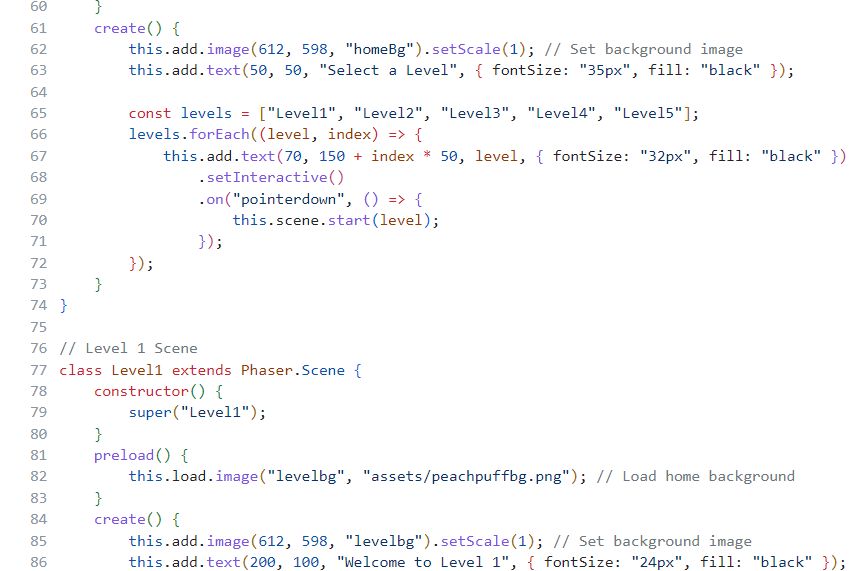 60     }
61     create() {
62         this.add.image(612, 598, "homeBg").setScale(1); // Set background image
63         this.add.text(50, 50, "Select a Level", { fontSize: "35px", fill: "black" });
64
65         const levels = ["Level1", "Level2", "Level3", "Level4", "Level5"];
66         levels.forEach((level, index) => {
67             this.add.text(70, 150 + index * 50, level, { fontSize: "32px", fill: "black" })
68                 .setInteractive()
69                 .on("pointerdown", () => {
70                     this.scene.start(level);
71                 });
72         });
73     }
74 }
75
76 // Level 1 Scene
77 class Level1 extends Phaser.Scene {
78     constructor() {
79         super("Level1");
80     }
81     preload() {
82         this.load.image("levelbg", "assets/peachpuffbg.png"); // Load home background
83     }
84     create() {
85         this.add.image(612, 598, "levelbg").setScale(1); // Set background image
86         this.add.text(200, 100, "Welcome to Level 1", { fontSize: "24px", fill: "black" });